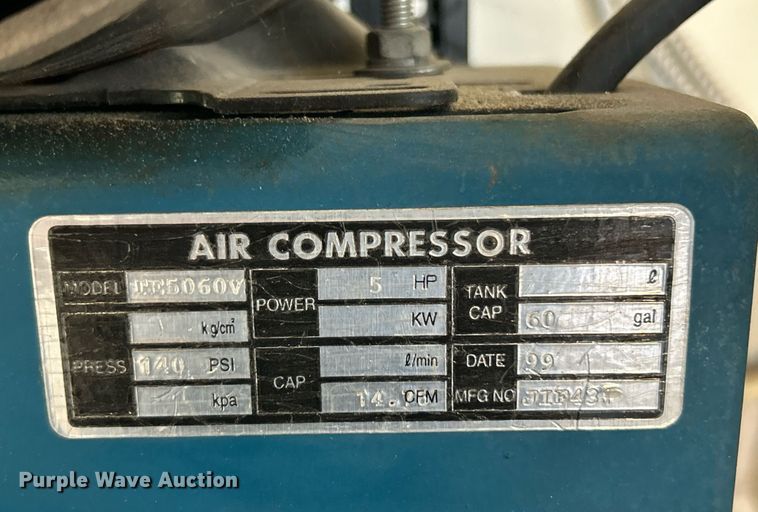 AIR COMPRESSOR
MODEL 5060V
PRESS kg/cm²
140 PSI
kpa
POWER 5 HP
KW
CAP ℓ/min
CFM
TANK CAP ℓ
60 gal
DATE 99
MFG NO
Purple Wave Auction